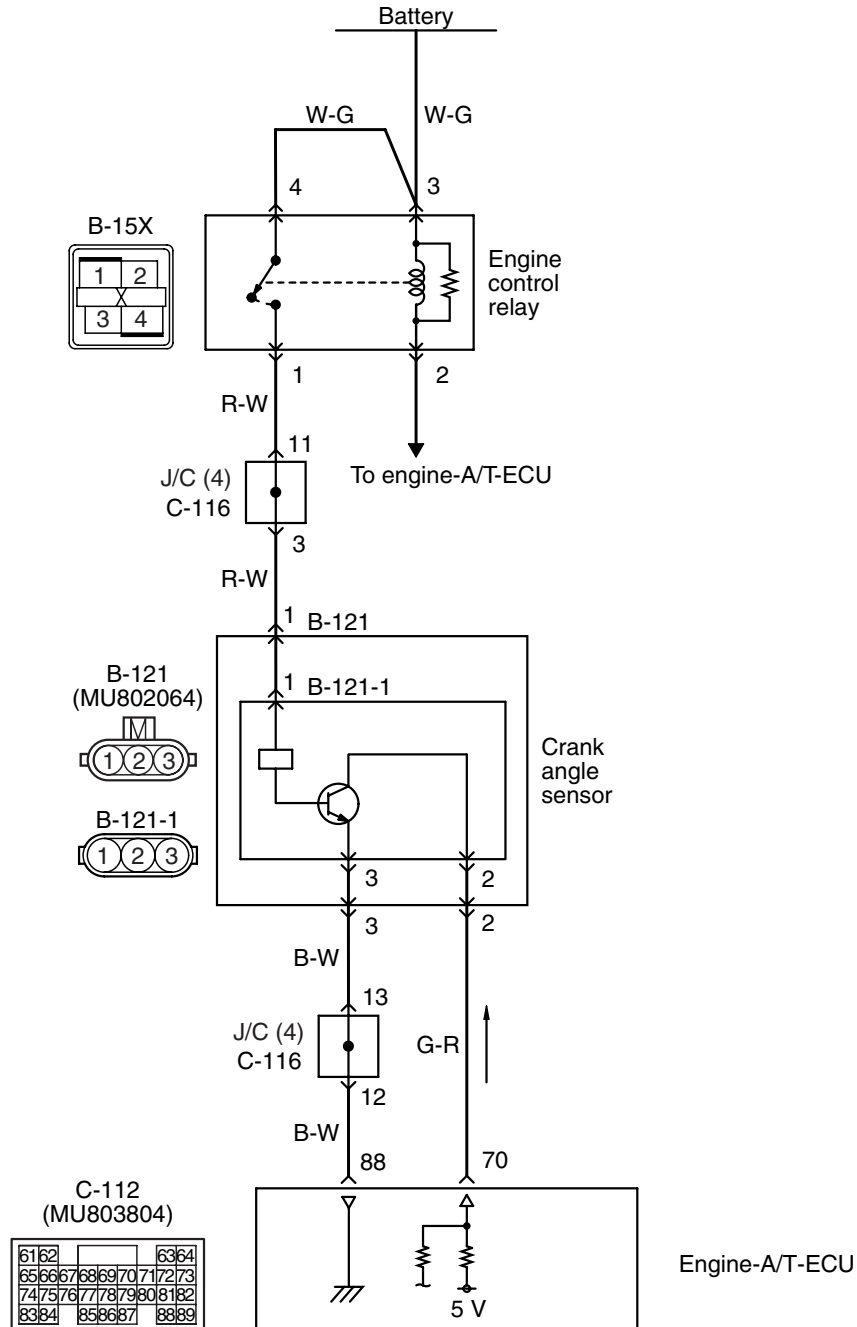 Battery
W-G W-G
4 3
B-15X
1 2
3 4
Engine
control
relay
1 2
R-W
11
To engine-A/T-ECU
J/C (4)
C-116
3
R-W
1 B-121
B-121
(MU802064)
1 2 3
1 B-121-1
Crank
angle
sensor
B-121-1
1 2 3
3 2
3 2
B-W
13
J/C (4)
C-116
G-R
12
B-W
88 70
C-112
(MU803804)
61 62 63 64
65 66 67 68 69 70 71 72 73
74 75 76 77 78 79 80 81 82
83 84 85 86 87 88 89
5 V
Engine-A/T-ECU